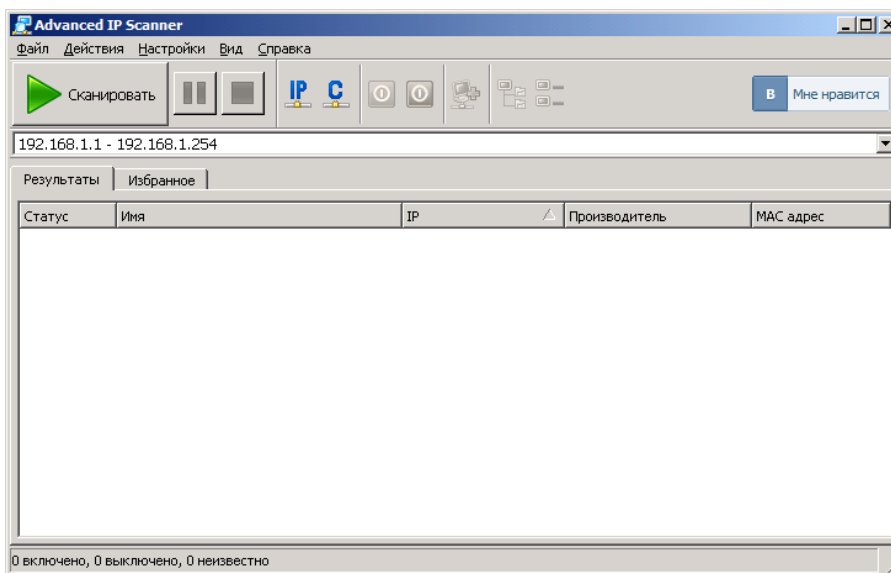 Advanced IP Scanner
Файл Действия Настройки Вид Справка
Сканировать IP C В Мне нравится
192.168.1.1 - 192.168.1.254
Результаты Избранное
Статус Имя IP Производитель MAC адрес
0 включено, 0 выключено, 0 неизвестно